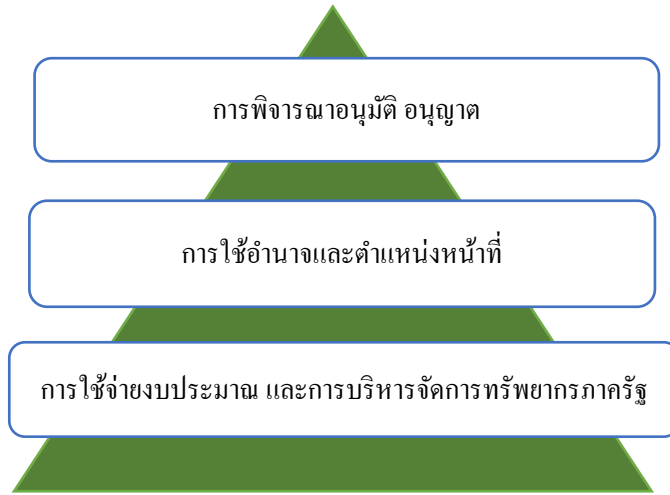 การพิจารณาอนุมัติ อนุญาต
การใช้อำนาจและตำแหน่งหน้าที่
การใช้จ่ายงบประมาณ และการบริหารจัดการทรัพยากรภาครัฐ